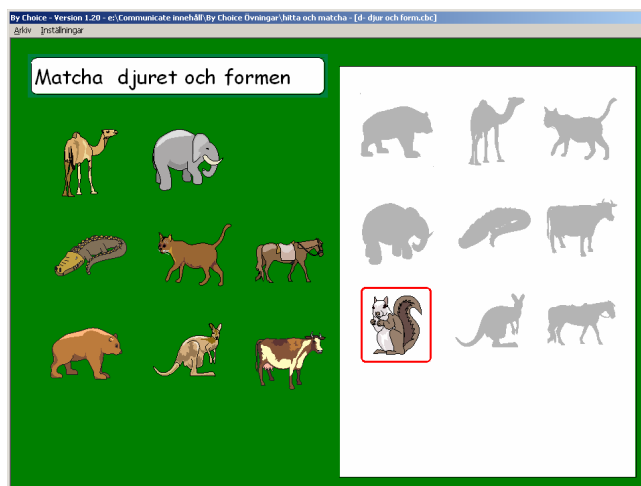 By Choice - Version 1.20 - e:\Communicate innehåll\By Choice Övningar\hitta och matcha - [d- djur och form.cbc]
Arkiv Inställningar
Matcha djuret och formen